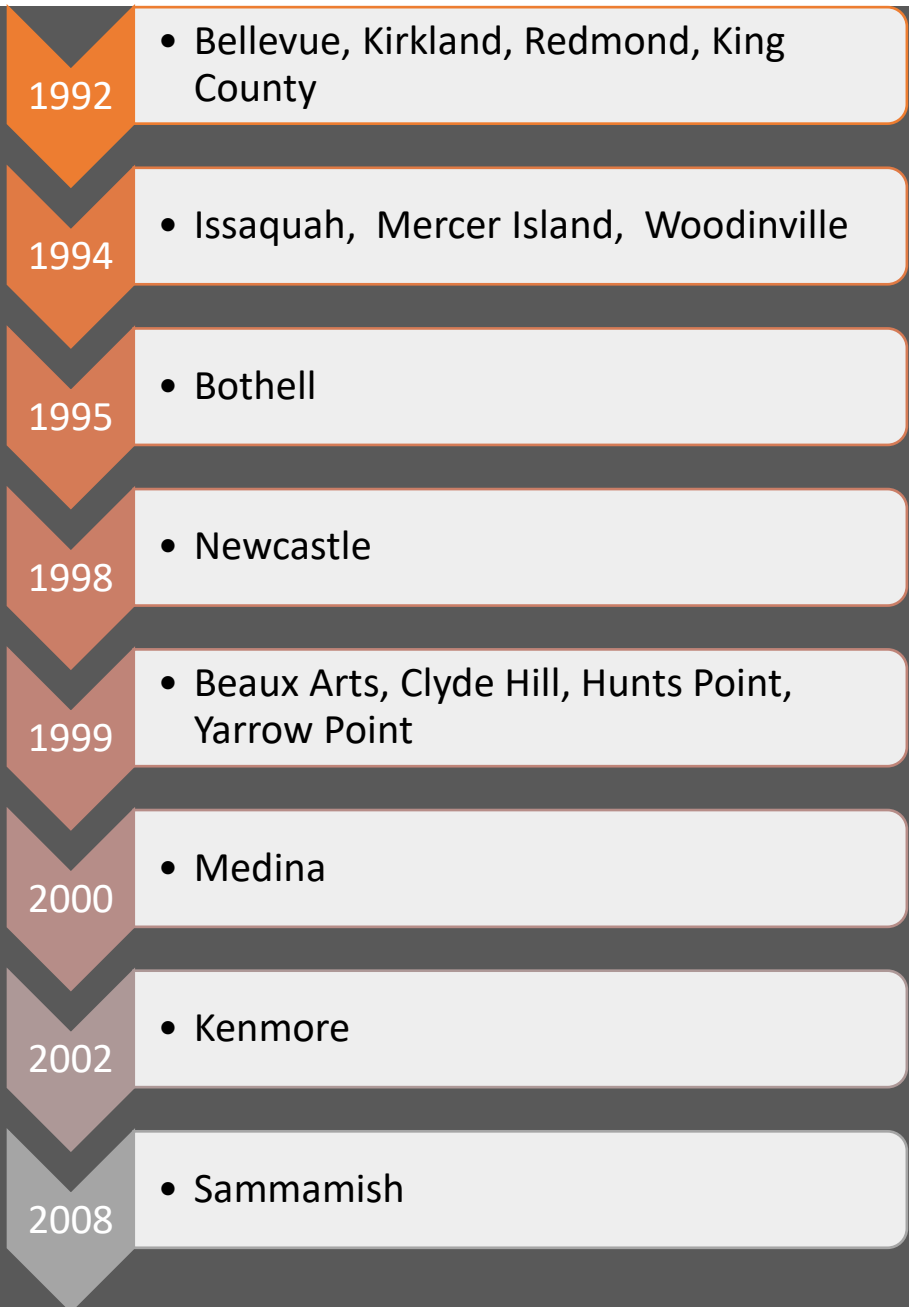 1992
• Bellevue, Kirkland, Redmond, King
County
1994
• Issaquah,  Mercer Island,  Woodinville
1995
• Bothell
1998
• Newcastle
1999
• Beaux Arts, Clyde Hill, Hunts Point,
Yarrow Point
2000
• Medina
2002
• Kenmore
2008
• Sammamish